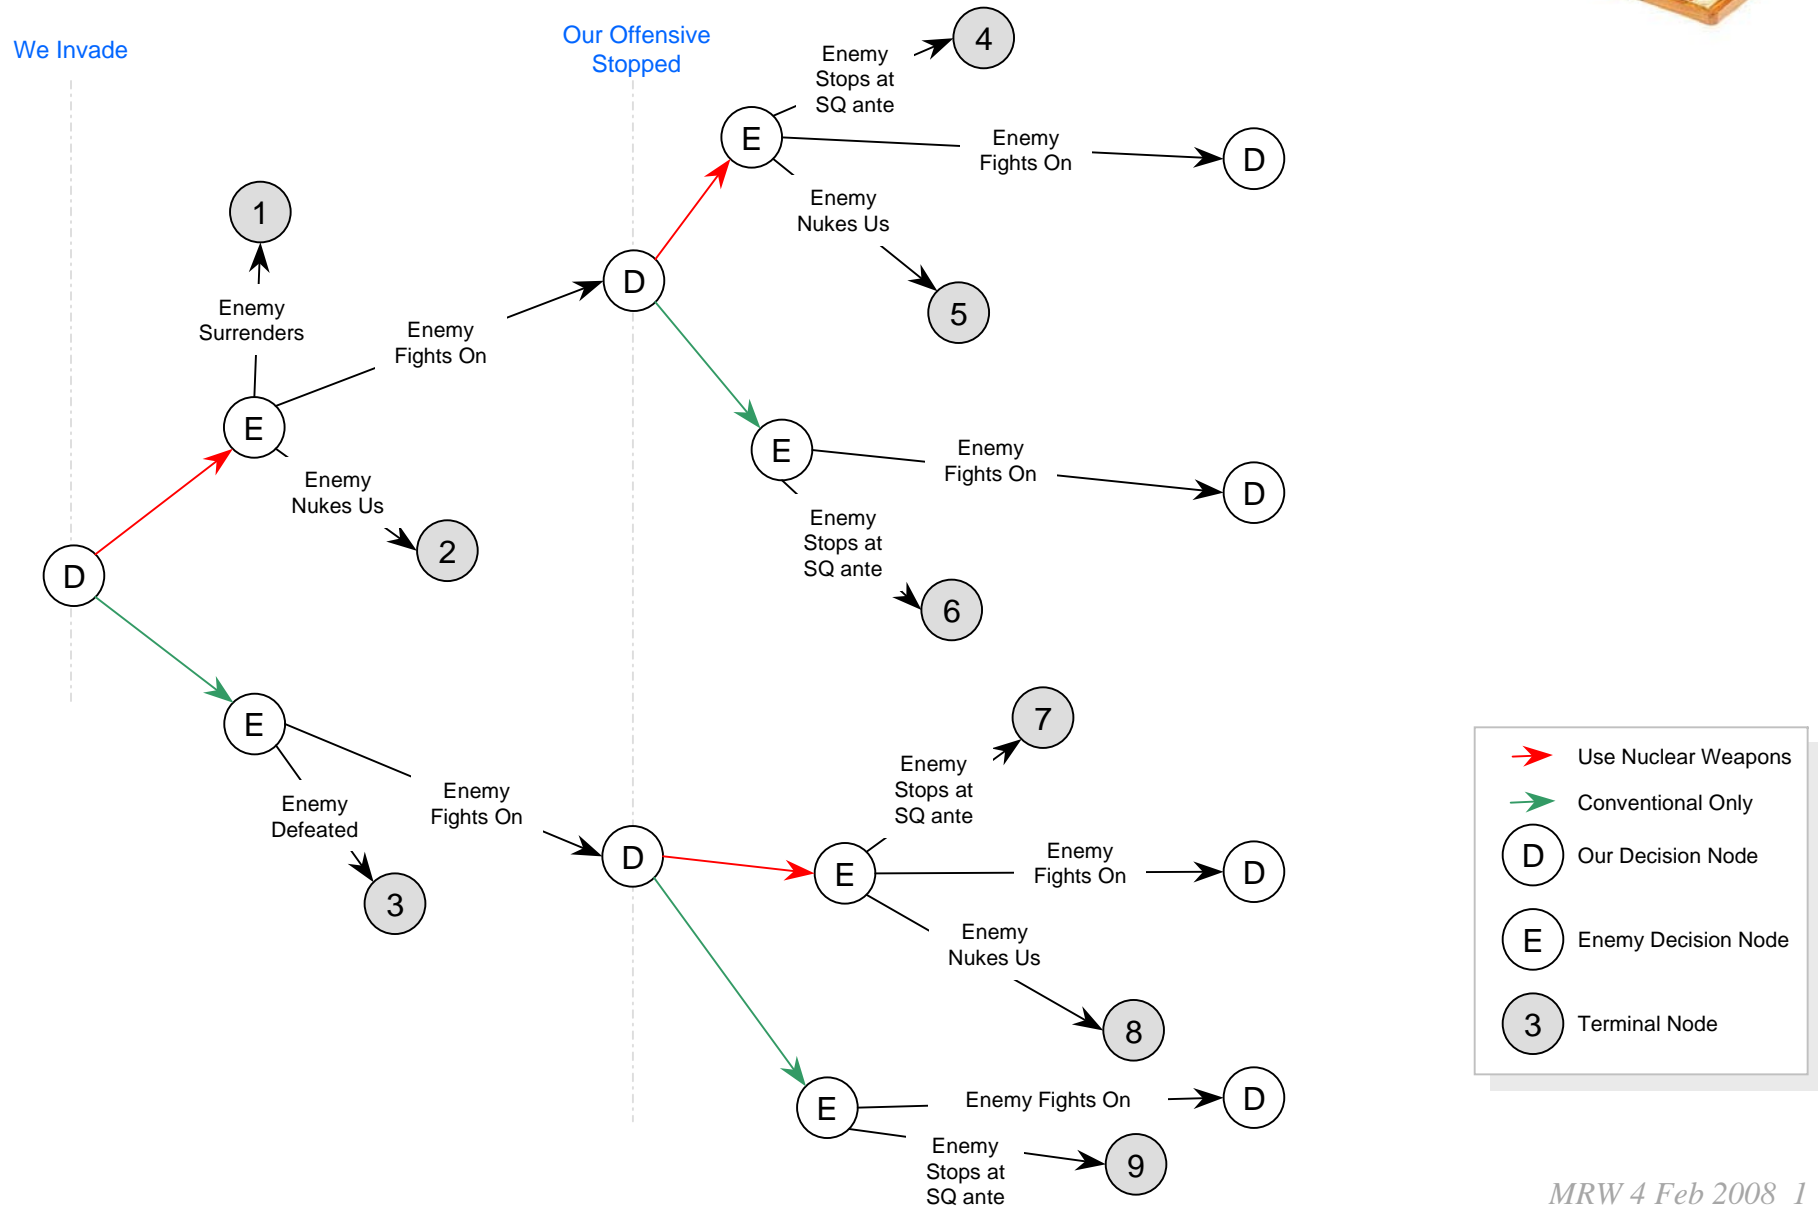 We Invade
Our Offensive
Stopped
Enemy
Stops at
SQ ante
4
E
Enemy
Fights On
D
Enemy
Nukes Us
5
1
Enemy
Surrenders
Enemy
Fights On
D
E
Enemy
Nukes Us
2
E
Enemy
Fights On
D
Enemy
Stops at
SQ ante
6
D
E
Enemy
Defeated
3
Enemy
Fights On
D
7
Enemy
Stops at
SQ ante
E
Enemy
Fights On
D
Enemy
Nukes Us
8
E
Enemy Fights On
D
Enemy
Stops at
SQ ante
9
Use Nuclear Weapons
Conventional Only
D Our Decision Node
E Enemy Decision Node
3 Terminal Node
MRW 4 Feb 2008 1